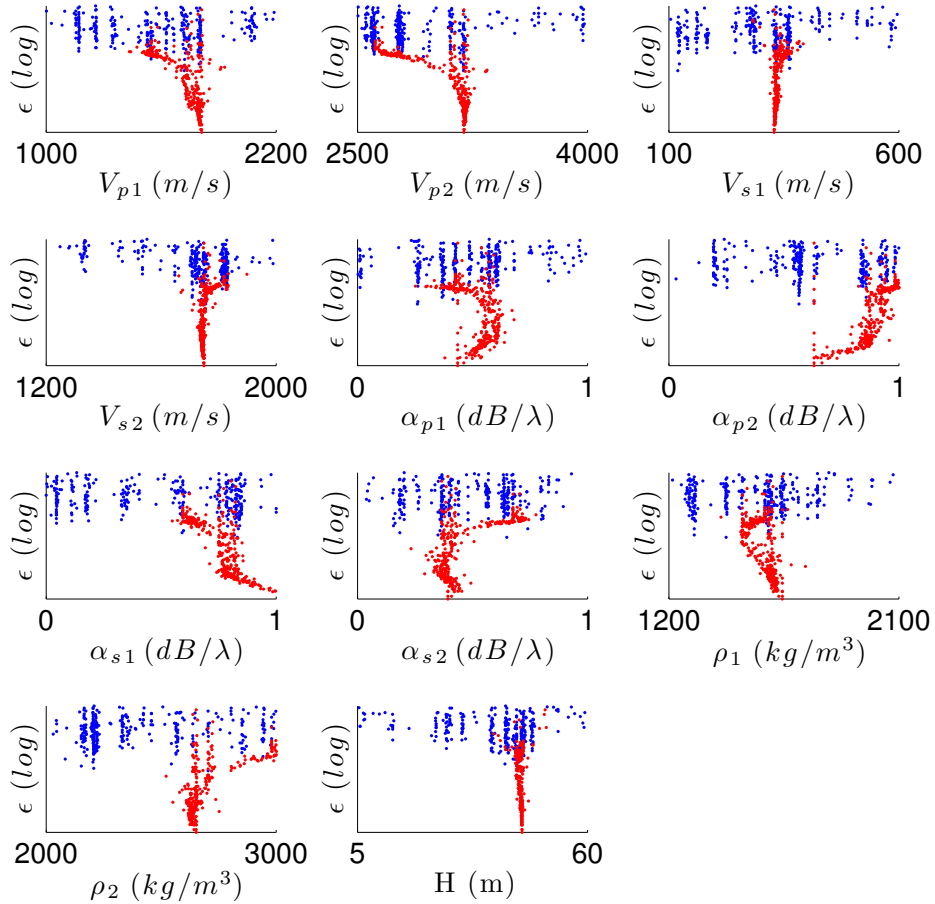 ϵ (log) ϵ (log) ϵ (log)
1000 2200 2500 4000 100 600
V_{p1} (m/s) V_{p2} (m/s) V_{s1} (m/s)
ϵ (log) ϵ (log) ϵ (log)
1200 2000 0 1 0 1
V_{s2} (m/s) α_{p1} (dB/λ) α_{p2} (dB/λ)
ϵ (log) ϵ (log) ϵ (log)
0 1 0 1 1200 2100
α_{s1} (dB/λ) α_{s2} (dB/λ) ρ_1 (kg/m³)
ϵ (log) ϵ (log)
2000 3000 5 60
ρ_2 (kg/m³) H (m)